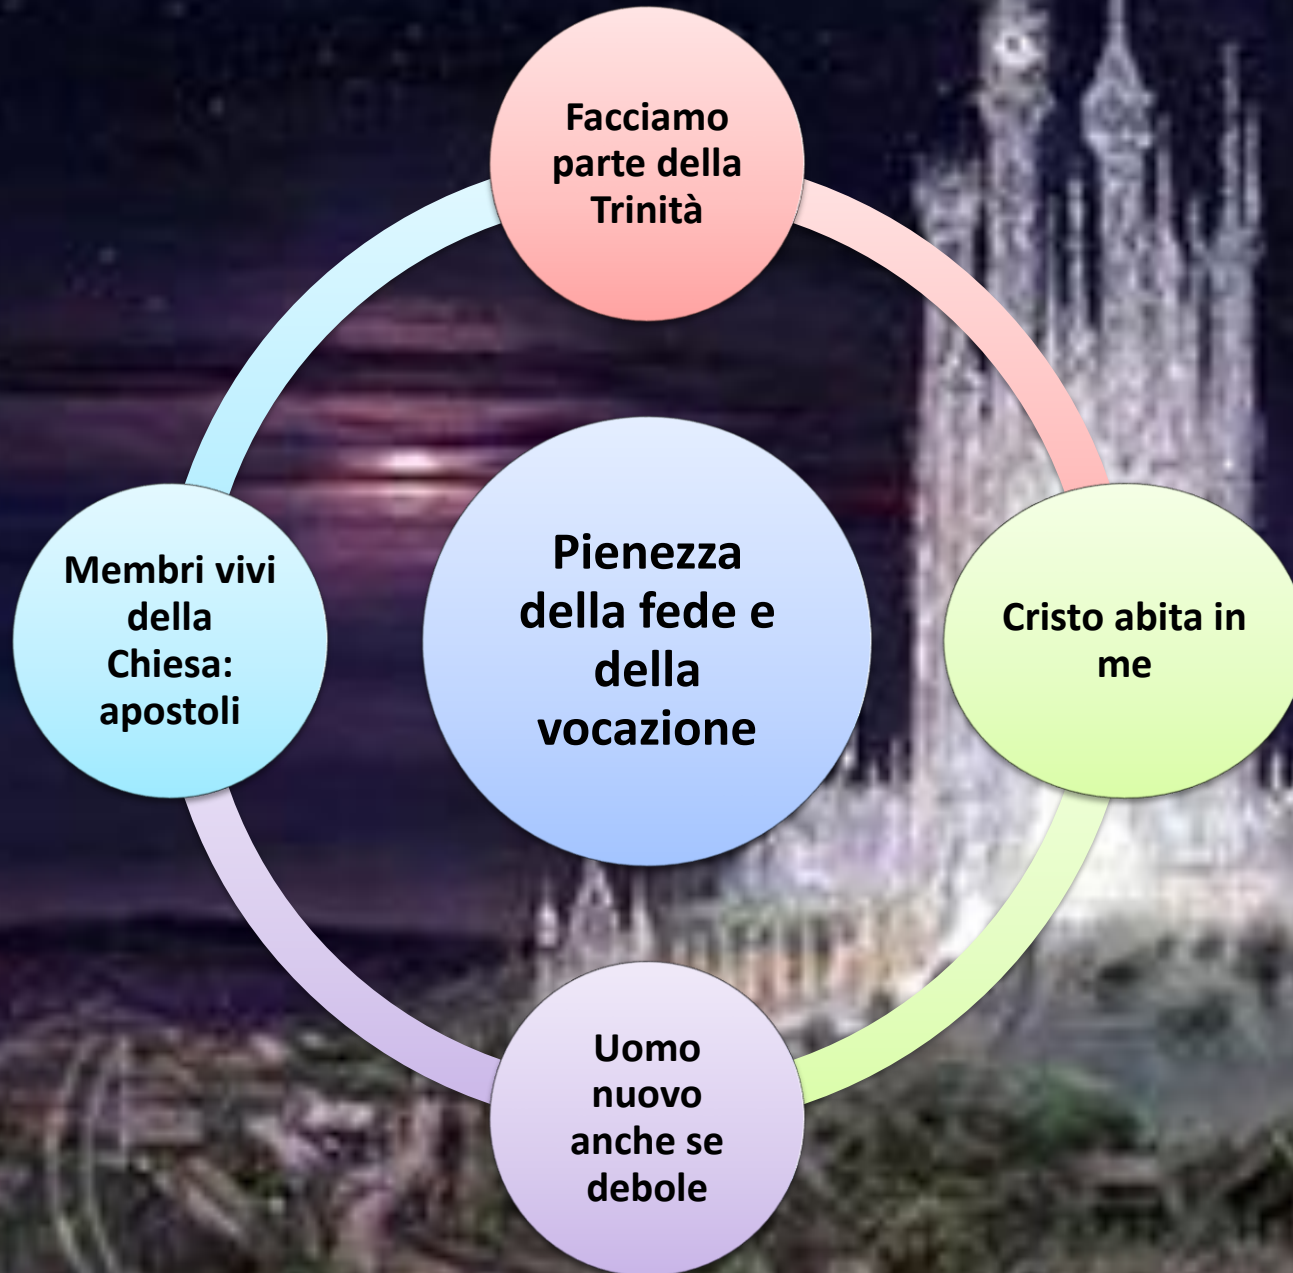 Facciamo
parte della
Trinità
Membri vivi
della
Chiesa:
apostoli
Pienezza
della fede e
della
vocazione
Cristo abita in
me
Uomo
nuovo
anche se
debole